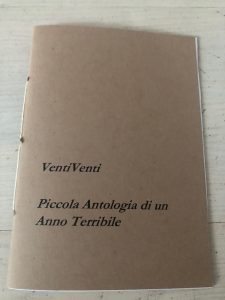 VentiVenti
Piccola Antologia di un
Anno Terribile